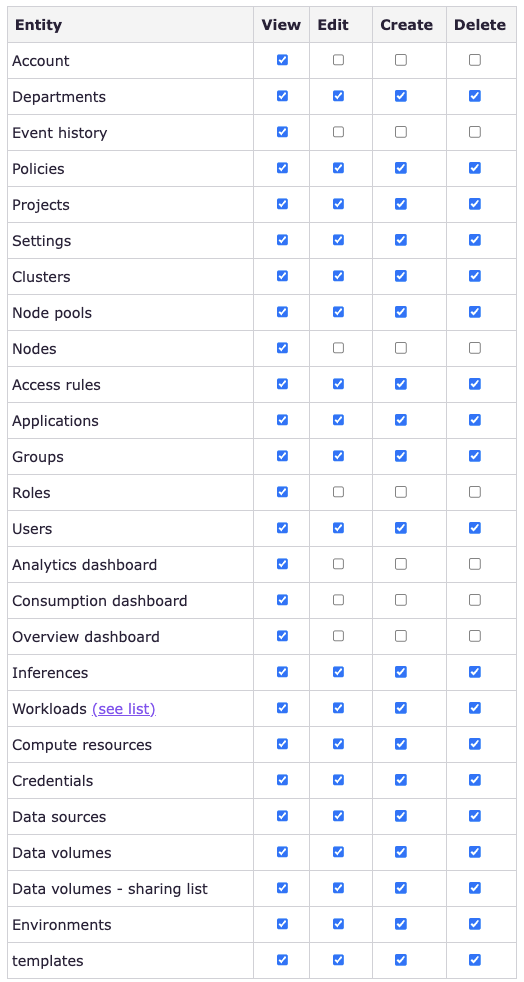 Entity View Edit Create Delete
Account
Departments
Event history
Policies
Projects
Settings
Clusters
Node pools
Nodes
Access rules
Applications
Groups
Roles
Users
Analytics dashboard
Consumption dashboard
Overview dashboard
Inferences
Workloads (see list)
Compute resources
Credentials
Data sources
Data volumes
Data volumes - sharing list
Environments
templates